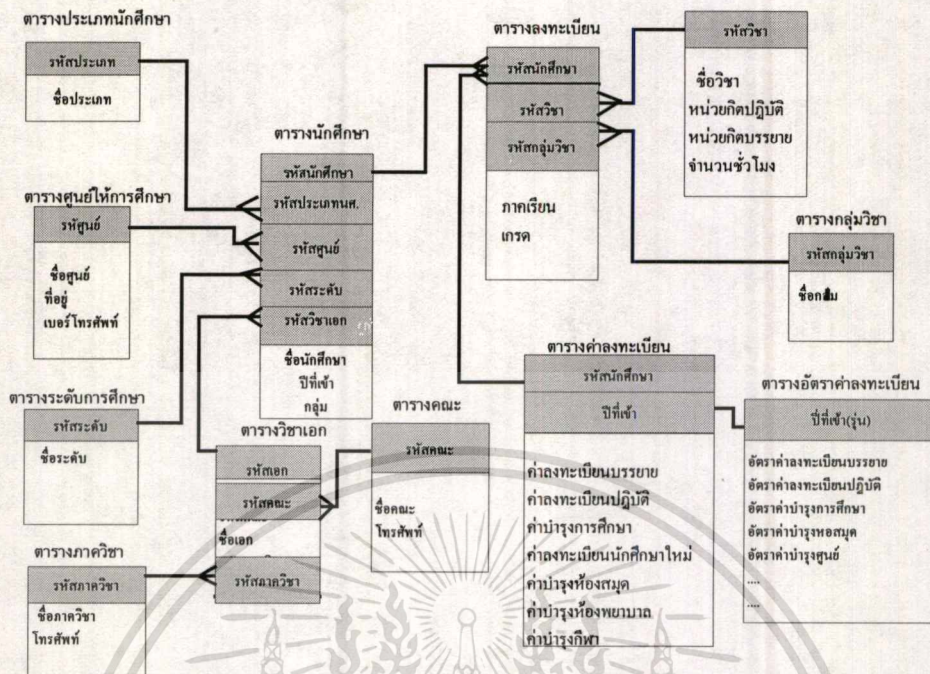 ตารางประเภทนักศึกษา
รหัสประเภท
ชื่อประเภท
ตารางศูนย์ให้การศึกษา
รหัศูนย์
ชื่อศูนย์
ที่อยู่
เบอร์โทรศัพท์
ตารางระดับการศึกษา
รหัสระดับ
ชื่อระดับ
ตารางภาควิชา
รหัสภาควิชา
ชื่อภาควิชา
โทรศัพท์
ตารางนักศึกษา
รหัสนักศึกษา
รหัสประเภทนศ.
รหัสศูนย์
รหัสระดับ
รหัสวิชาเอก
ชื่อนักศึกษา
ปีที่เข้า
กลุ่ม
ตารางวิชาเอก
รหัสเอก
รหัสคณะ
ชื่อเอก
รหัสภาควิชา
ตารางคณะ
รหัสคณะ
ชื่อคณะ
โทรศัพท์
ตารางลงทะเบียน
รหัสนักศึกษา
รหัสวิชา
รหัสกลุ่มวิชา
ภาคเรียน
เกรด
รหัสวิชา
ชื่อวิชา
หน่วยกิตปฎิบัติ
หน่วยกิตบรรยาย
จำนวนชั่วโมง
ตารางกลุ่มวิชา
รหัสกลุ่มวิชา
ตารางค่าลงทะเบียน
รหัสนักศึกษา
ปีที่เข้า
ค่าลงทะเบียนบรรยาย
ค่าลงทะเบียนปฎิบัติ
ค่าบำรุงการศึกษา
ค่าลงทะเบียนนักศึกษาใหม่
ค่าบำรุงห้องสมุด
ค่าบำรุงห้องพยาบาล
ค่าบำรุงกีฬา
ตารางอัตราค่าลงทะเบียน
ปีที่เข้า(รุ่น)
อัตราค่าลงทะเบียนบรรยาย
อัตราค่าลงทะเบียนปฎิบัติ
อัตราค่าบำรุงการศึกษา
อัตราค่าบำรุงหอสมุด
อัตราค่าบำรุงศูนย์
....
....